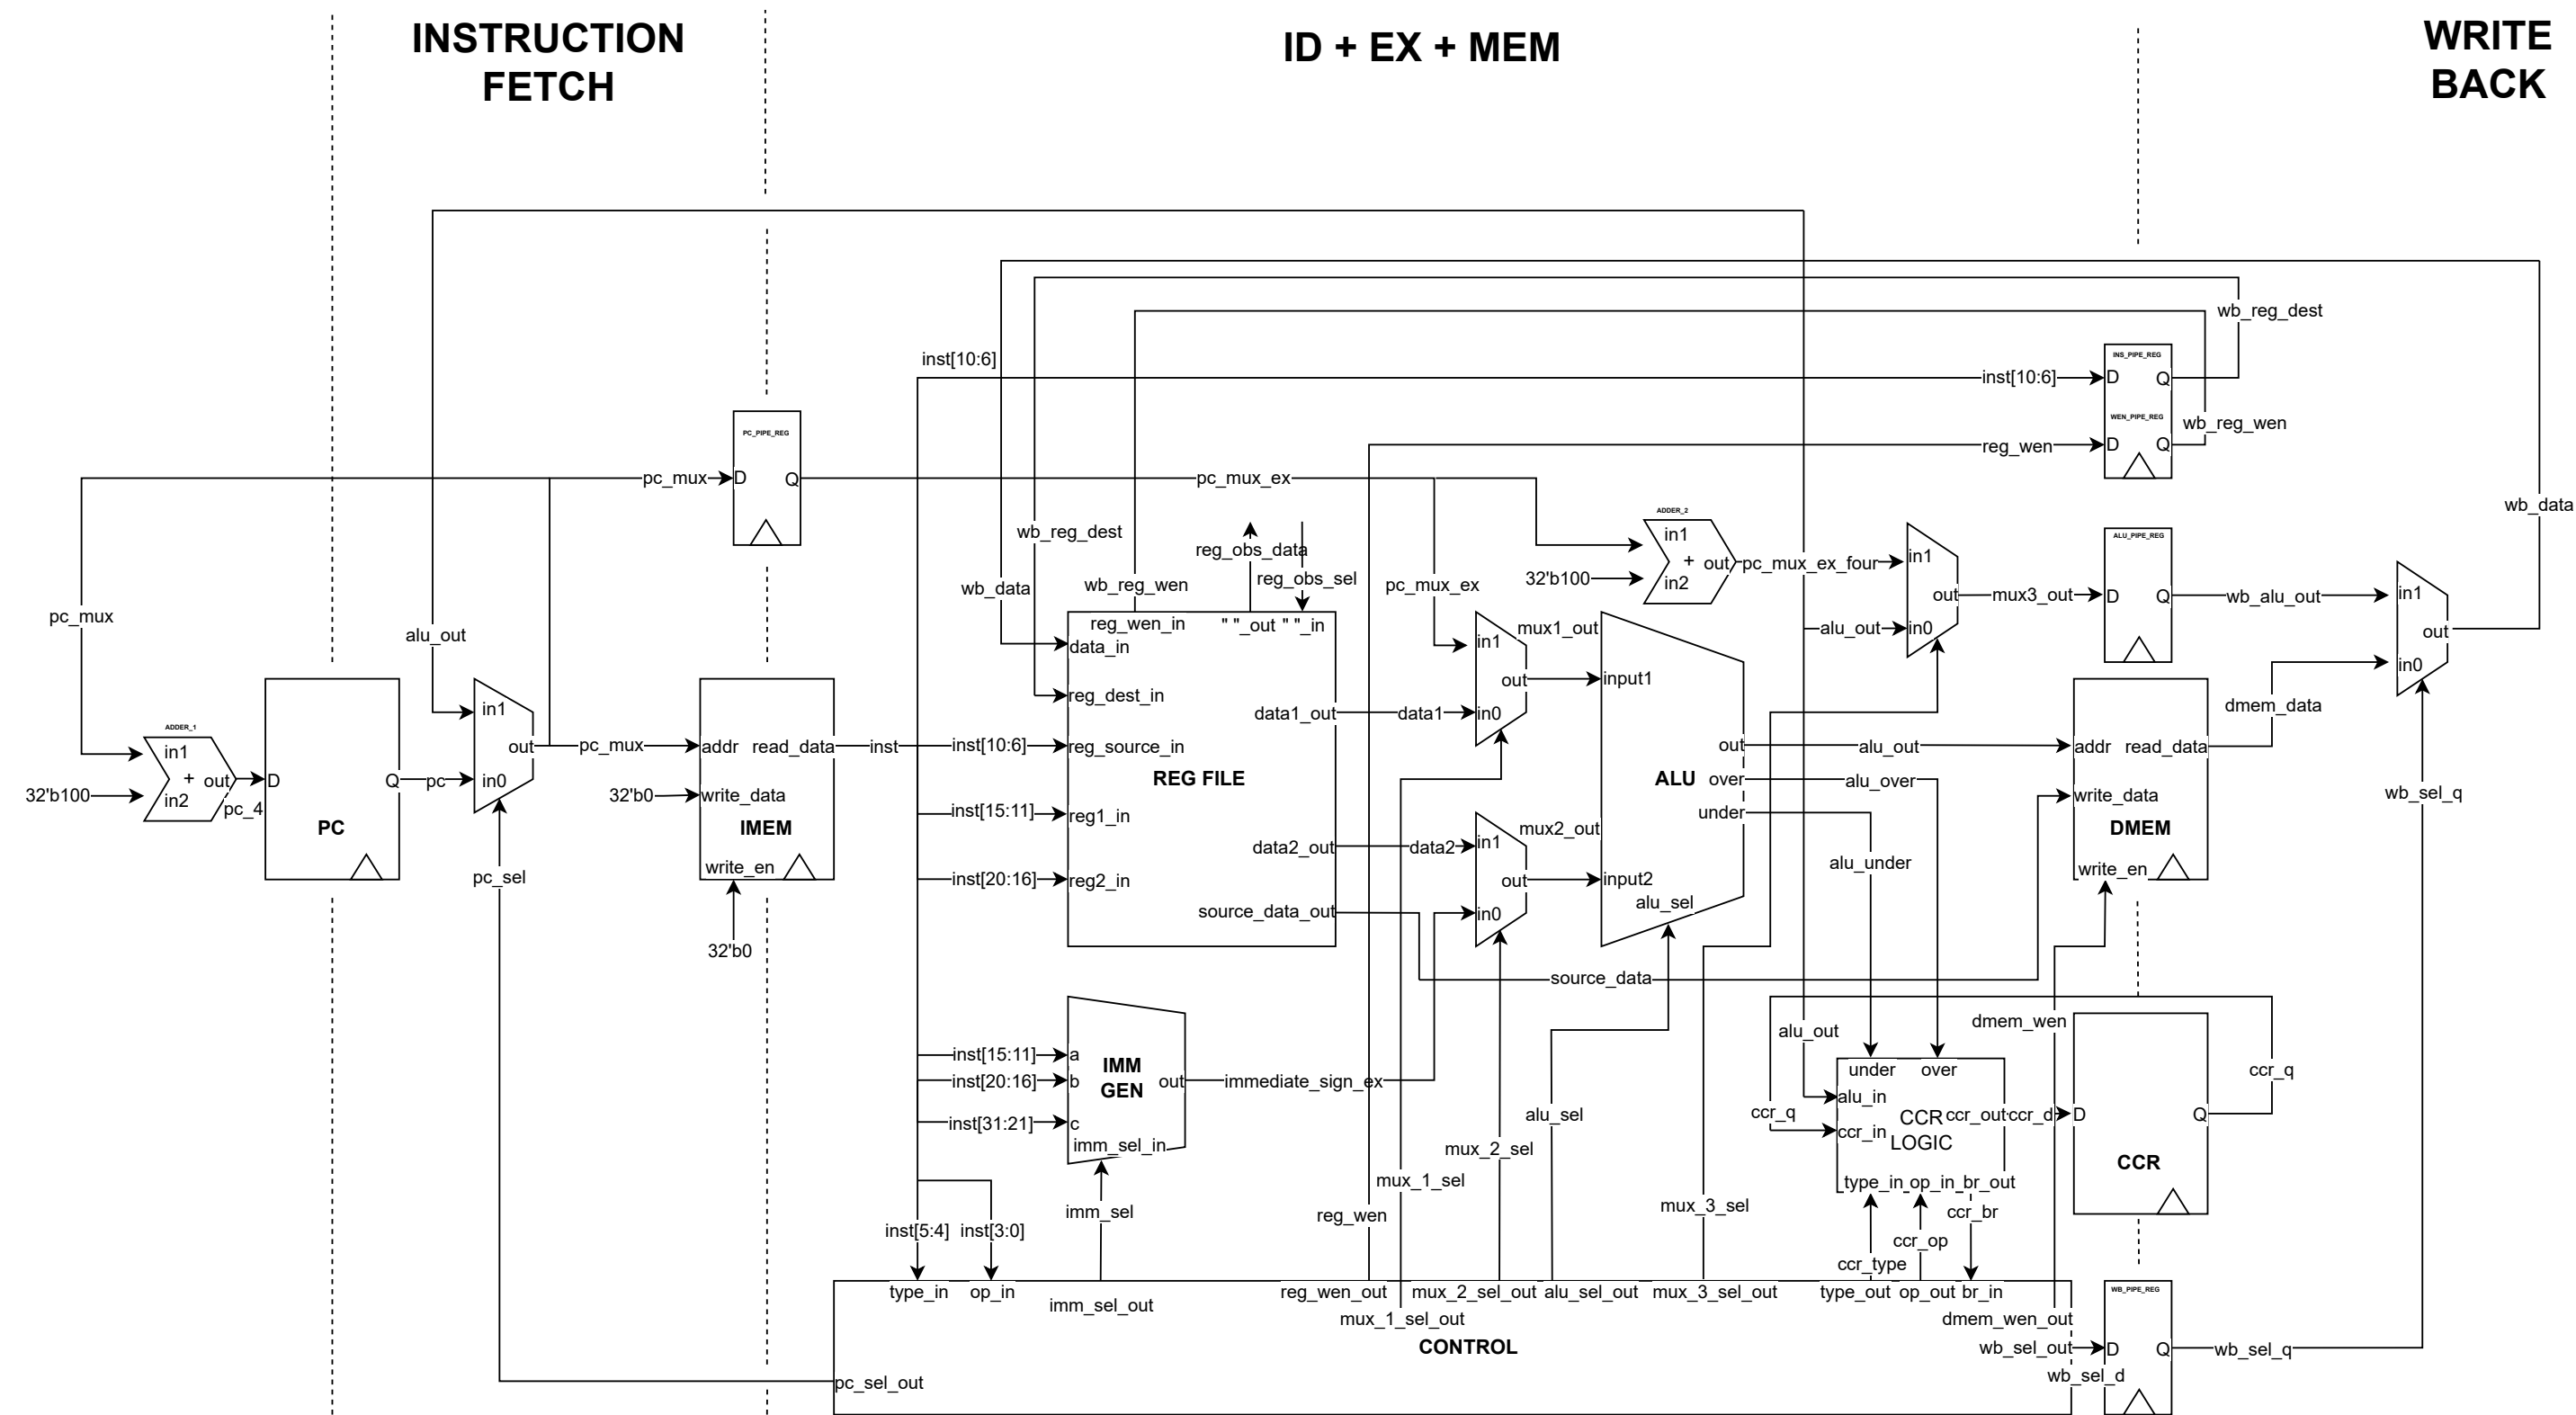 INSTRUCTION
FETCH
ID + EX + MEM
WRITE
BACK
wb_reg_dest
INS_PIPE_REG
inst[10:6]
inst[10:6]
D
Q
WEN_PIPE_REG
wb_reg_wen
reg_wen
D
Q
PC_PIPE_REG
pc_mux
D
Q
pc_mux_ex
wb_data
ADDER_2
in1
+
out
in2
32'b100
pc_mux_ex_four
in1
out
in0
alu_out
mux3_out
ALU_PIPE_REG
D
Q
wb_alu_out
in1
out
in0
wb_reg_dest
reg_obs_data
reg_obs_sel
wb_data
wb_reg_wen
pc_mux_ex
pc_mux
alu_out
ADDER_1
in1
+
out
in2
32'b100
pc_4
D
Q
PC
pc
in1
out
in0
pc_sel
pc_mux
addr
read_data
32'b0
write_data
IMEM
write_en
32'b0
inst
inst[10:6]
inst[15:11]
inst[20:16]
reg_wen_in
" "_out
" "_in
data_in
reg_dest_in
data1_out
reg_source_in
REG FILE
reg1_in
data2_out
reg2_in
source_data_out
data1
data2
in1
out
in0
mux1_out
in1
out
in0
mux2_out
input1
out
ALU
over
under
input2
alu_sel
alu_out
alu_over
alu_under
source_data
addr
read_data
write_data
DMEM
write_en
dmem_data
wb_sel_q
inst[15:11]
inst[20:16]
inst[31:21]
a
b
c
IMM
GEN
out
imm_sel_in
immediate_sign_ex
alu_out
dmem_wen
ccr_q
ccr_q
under
over
alu_in
ccr_in
CCR
LOGIC
ccr_out
type_in
op_in
br_out
ccr_d
D
Q
CCR
alu_sel
mux_2_sel
mux_1_sel
mux_3_sel
reg_wen
imm_sel
inst[5:4]
inst[3:0]
ccr_br
ccr_op
ccr_type
type_in
op_in
imm_sel_out
reg_wen_out
mux_1_sel_out
mux_2_sel_out
alu_sel_out
mux_3_sel_out
type_out
op_out
br_in
dmem_wen_out
CONTROL
wb_sel_out
pc_sel_out
wb_sel_d
WB_PIPE_REG
D
Q
wb_sel_q